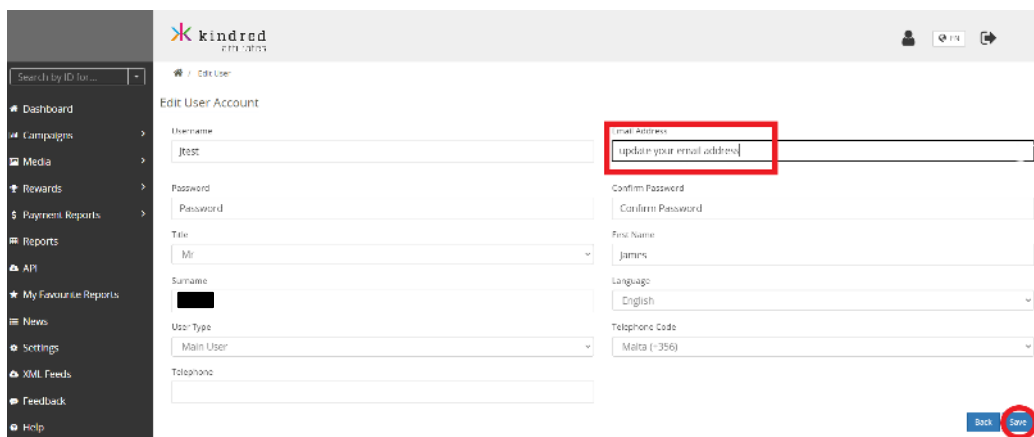 kindred
affiliates
EN
Search by ID for...
/ Edit User
Edit User Account
Dashboard
Campaigns
Media
Rewards
$ Payment Reports
Reports
API
My Favourite Reports
News
Settings
XML Feeds
Feedback
Help
Username
jtest
Email Address
update your email address
Password
Password
Confirm Password
Confirm Password
Title
Mr
First Name
James
Surname
Language
English
User Type
Main User
Telephone Code
Malta (+356)
Telephone
Back
Save